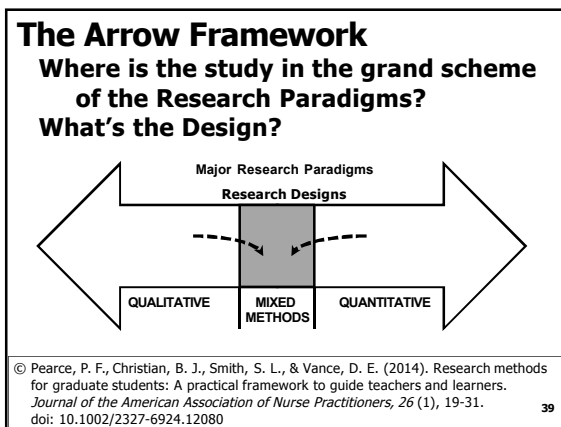 The Arrow Framework
Where is the study in the grand scheme
of the Research Paradigms?
What's the Design?
Major Research Paradigms
Research Designs
QUALITATIVE
MIXED
METHODS
QUANTITATIVE
© Pearce, P. F., Christian, B. J., Smith, S. L., & Vance, D. E. (2014). Research methods
for graduate students: A practical framework to guide teachers and learners.
Journal of the American Association of Nurse Practitioners, 26 (1), 19-31.
doi: 10.1002/2327-6924.12080
39